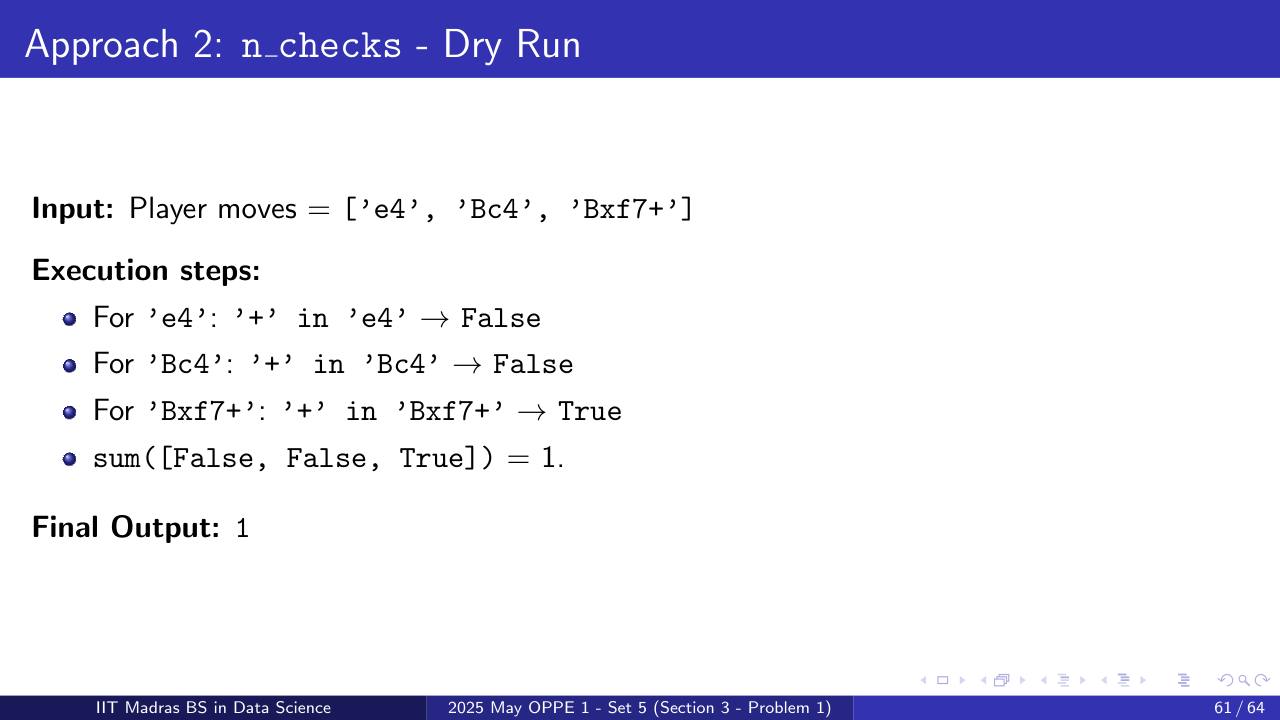 Approach 2: n_checks - Dry Run
Input: Player moves = ['e4', 'Bc4', 'Bxf7+']
Execution steps:
For 'e4': '+' in 'e4' → False
For 'Bc4': '+' in 'Bc4' → False
For 'Bxf7+': '+' in 'Bxf7+' → True
sum([False, False, True]) = 1.
Final Output: 1
IIT Madras BS in Data Science
2025 May OPPE 1 - Set 5 (Section 3 - Problem 1)
61 / 64